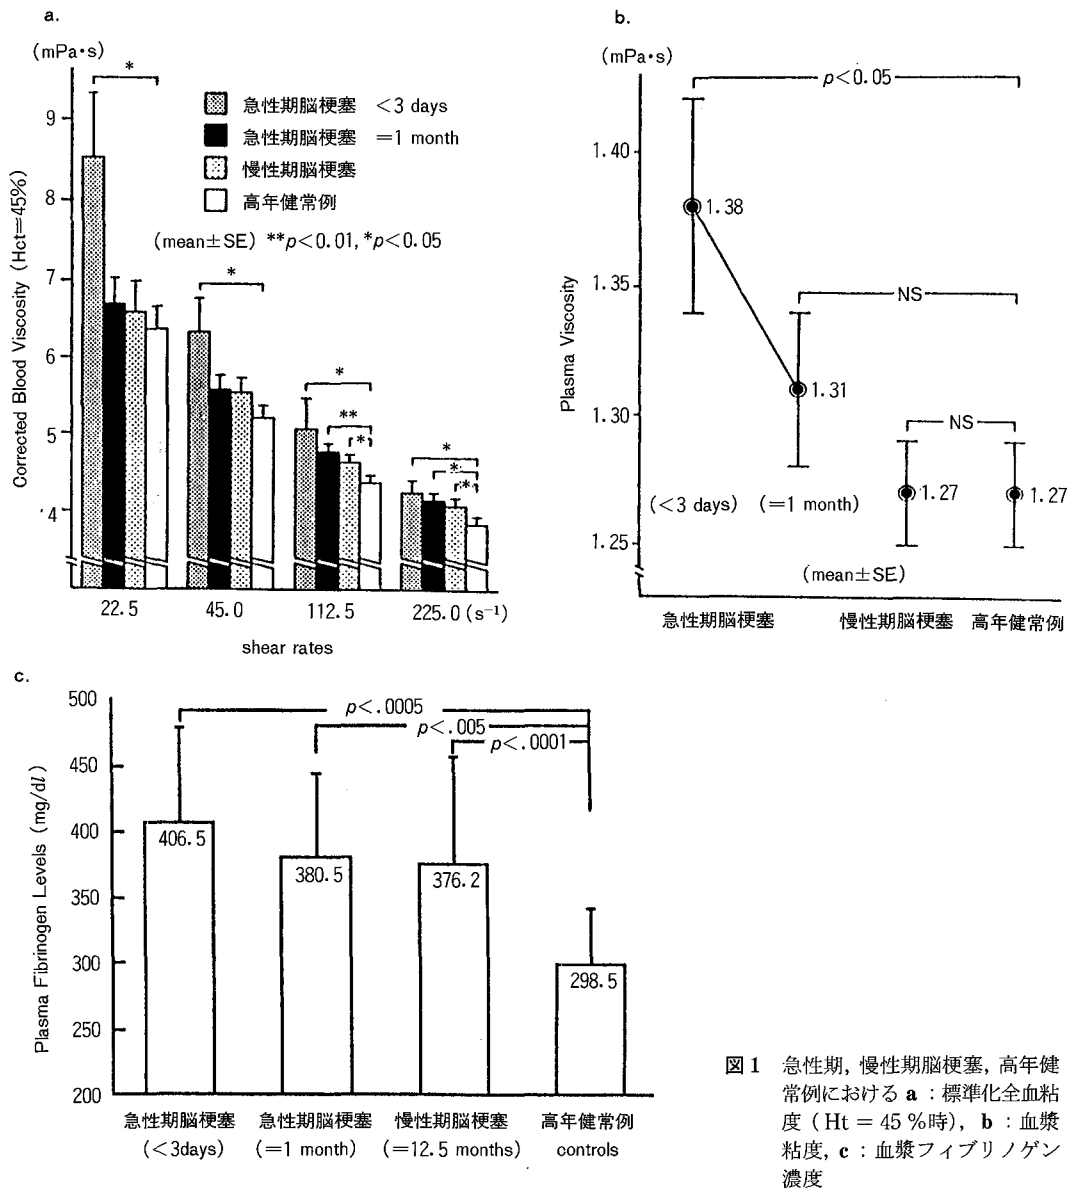 a.
(mPa•s)
*
急性期脳梗塞 <3 days
急性期脳梗塞 =1 month
慢性期脳梗塞
高年健常例
(mean±SE) **p<0.01, *p<0.05
*
*
**
*
*
*
*
9
8
7
6
5
4
Corrected Blood Viscosity (Hct=45%)
22.5 45.0 112.5 225.0 (s⁻¹)
shear rates
b.
(mPa•s)
p<0.05
1.40
1.38
1.35
NS
1.31
1.30
NS
1.27
1.27
1.25
Plasma Viscosity
(<3 days) (=1 month)
(mean±SE)
急性期脳梗塞 慢性期脳梗塞 高年健常例
c.
500
450
400
350
300
250
200
Plasma Fibrinogen Levels (mg/dl)
p<.0005
p<.005
p<.0001
406.5
380.5
376.2
298.5
急性期脳梗塞 急性期脳梗塞 慢性期脳梗塞 高年健常例
(<3days) (=1 month) (=12.5 months) controls
図1 急性期, 慢性期脳梗塞, 高年健
常例における a : 標準化全血粘
度 ( Ht = 45 %時), b : 血漿
粘度, c : 血漿フィブリノゲン
濃度